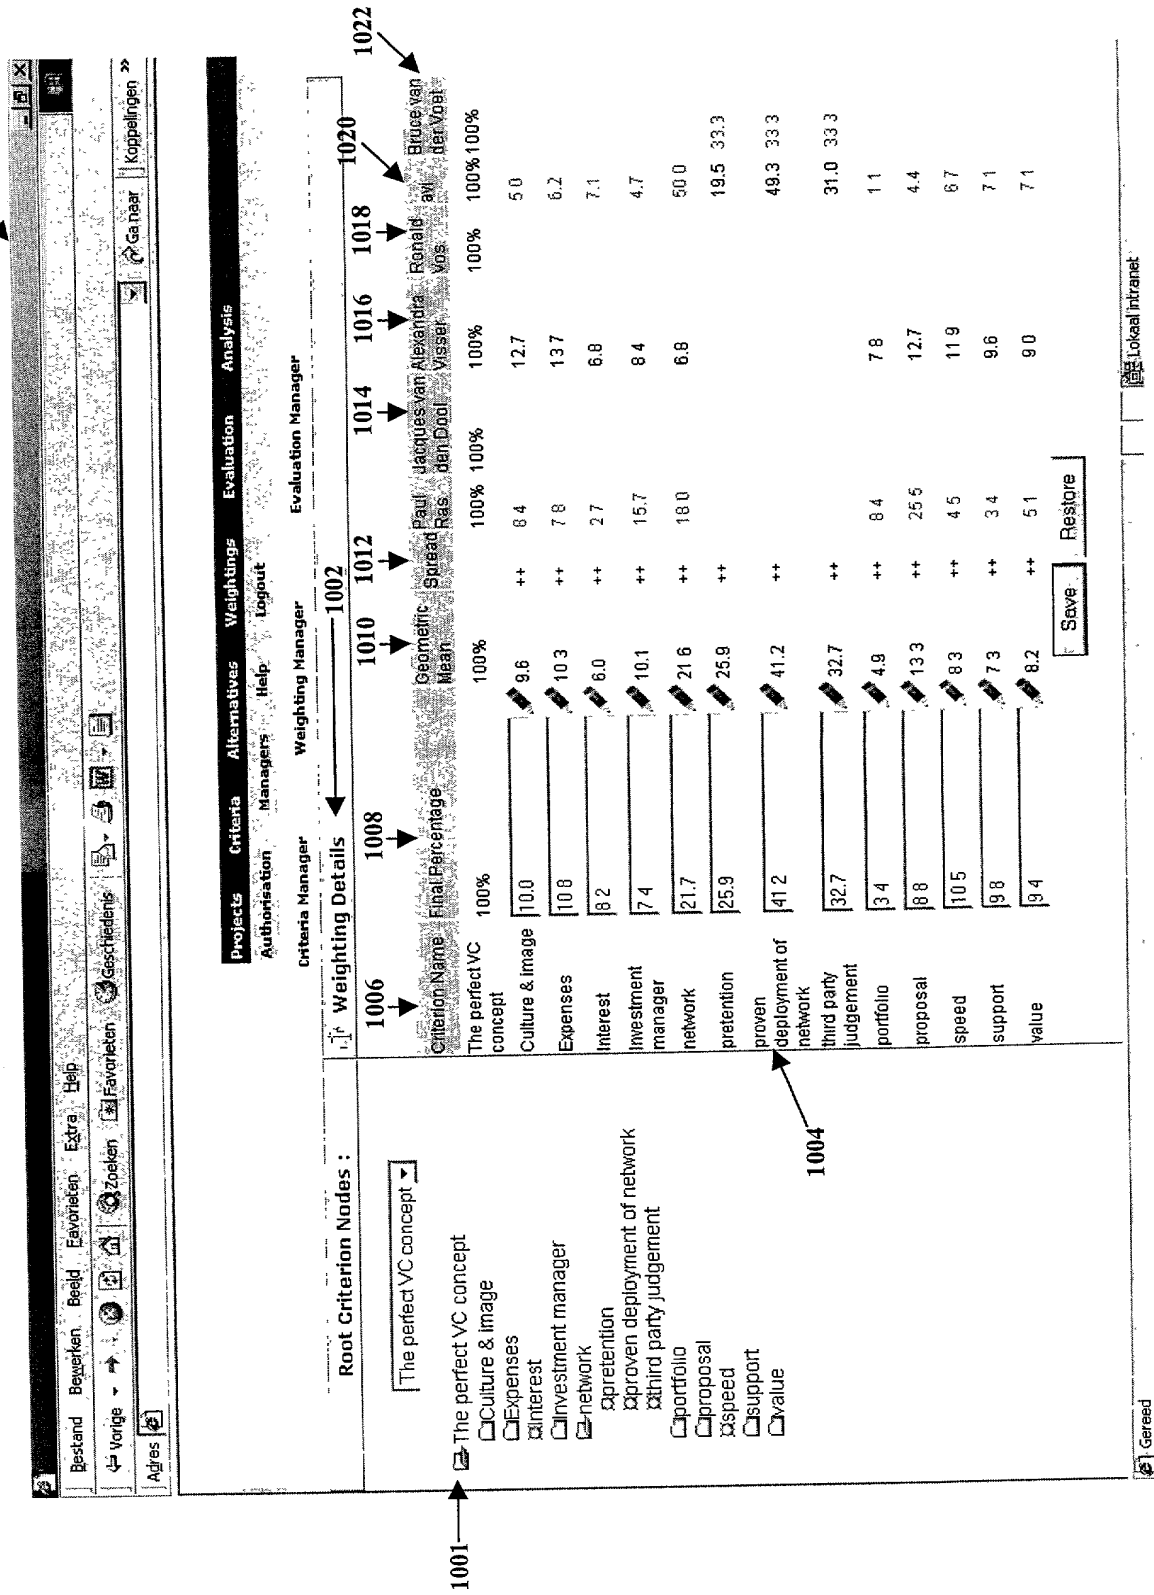 Bestand Bewerken Beeld Favorieten Extra Help
Vorige Zoeken Favorieten Geschiedenis
Adres Ga naar Koppelingen »
Projects Criteria Alternatives Weightings Evaluation Analysis
Authorisation Managers Help Logout
Criteria Manager Weighting Manager Evaluation Manager
Root Criterion Nodes :
The perfect VC concept
1001
The perfect VC concept
Culture & image
Expenses
Interest
Investment manager
network
pretention
proven deployment of network
third party judgement
portfolio
proposal
speed
support
value
Weighting Details 1002
1006 1008 1010 1012 1014 1016 1018 1020 1022
Criterion Name Final Percentage Geometric Mean Spread Paul Ras Jacques van den Dool Alexandra Visser Ronald Vos avl Bruce van der Voet
The perfect VC concept 100% 100% 100% 100% 100% 100% 100% 100%
Culture & image 10.0 9.6 ++ 8 4 12.7 5 0
Expenses 10 8 10 3 ++ 7 8 13 7 6.2
Interest 8 2 6.0 ++ 2 7 6.8 7.1
Investment manager 7 4 10.1 ++ 15.7 8 4 4.7
network 21.7 21 6 ++ 18 0 6.8 50 0
pretention 25.9 25.9 ++ 19.5 33.3
proven deployment of network 41 2 41.2 ++ 49.3 33 3
third party judgement 32.7 32.7 ++ 31.0 33 3
portfolio 3 4 4.9 ++ 8 4 7 8 1 1
proposal 8 8 13 3 ++ 25 5 12.7 4.4
speed 10 5 8 3 ++ 4 5 11 9 6 7
support 9 8 7 3 ++ 3 4 9.6 7 1
value 9 4 8.2 ++ 5 1 9 0 7 1
1004
Save Restore
Gereed Lokaal intranet